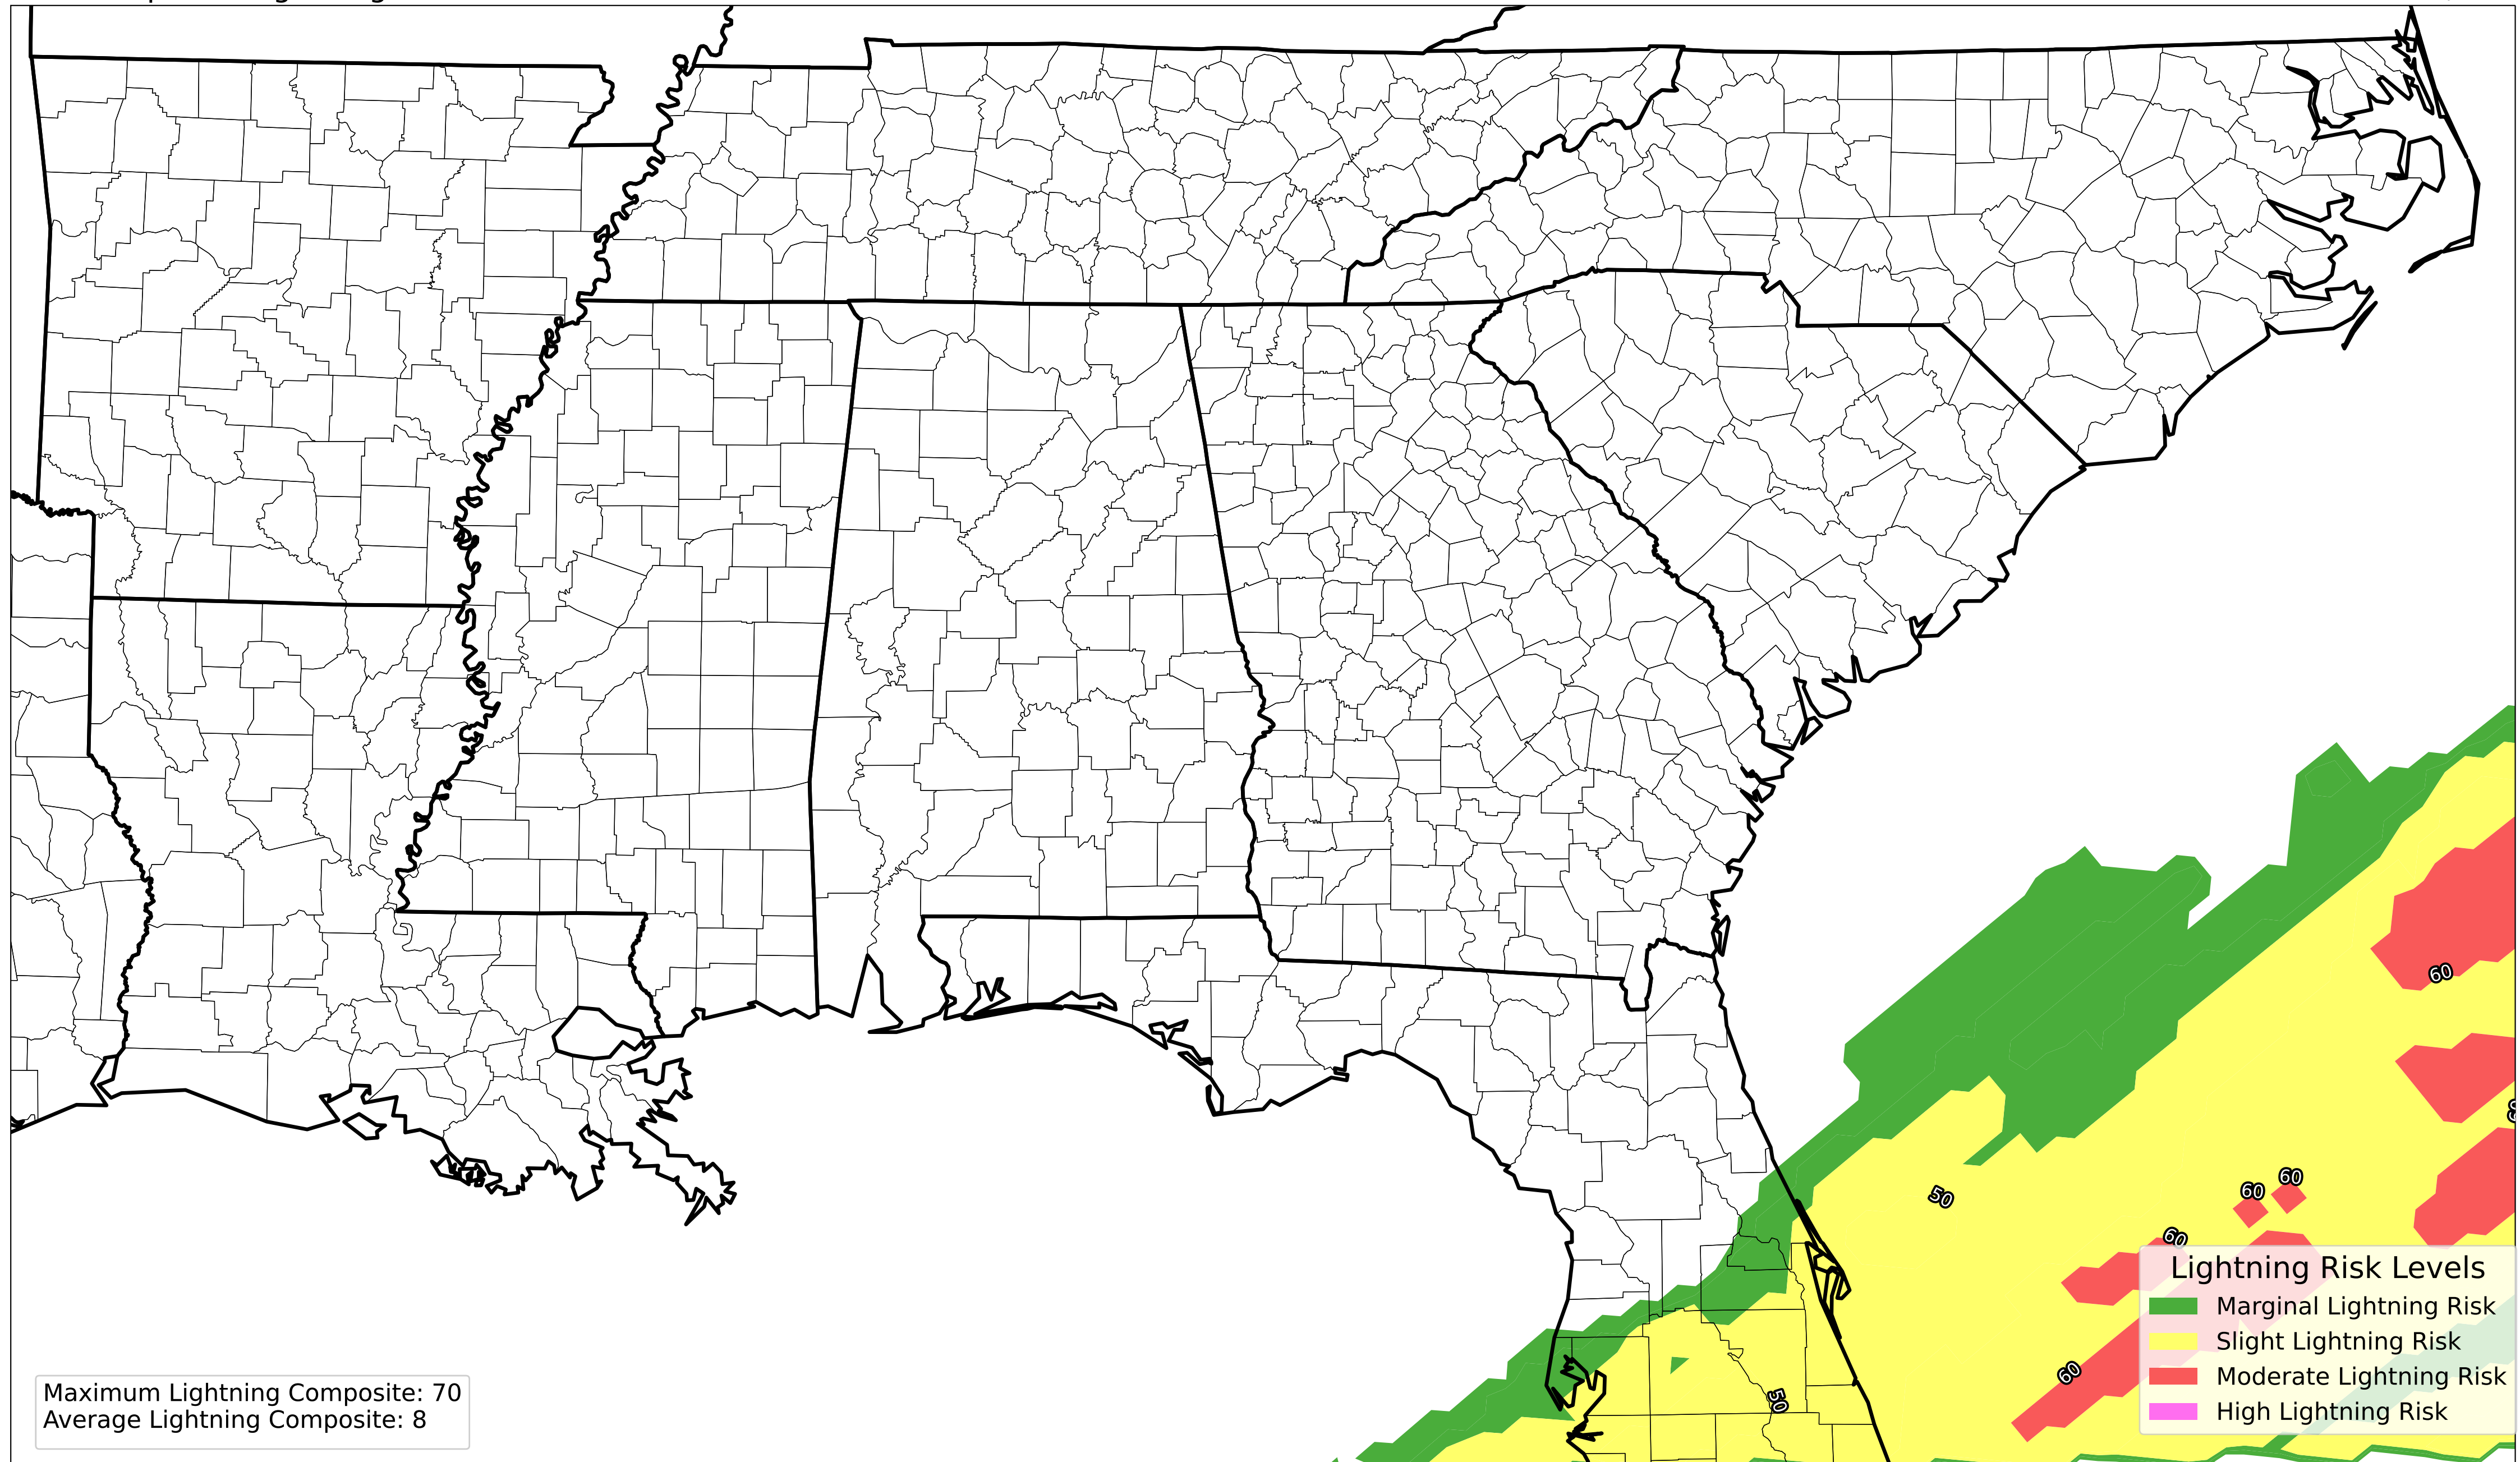 60
50
60
60
60
60
50
Lightning Risk Levels
Marginal Lightning Risk
Slight Lightning Risk
Moderate Lightning Risk
High Lightning Risk
Maximum Lightning Composite: 70
Average Lightning Composite: 8